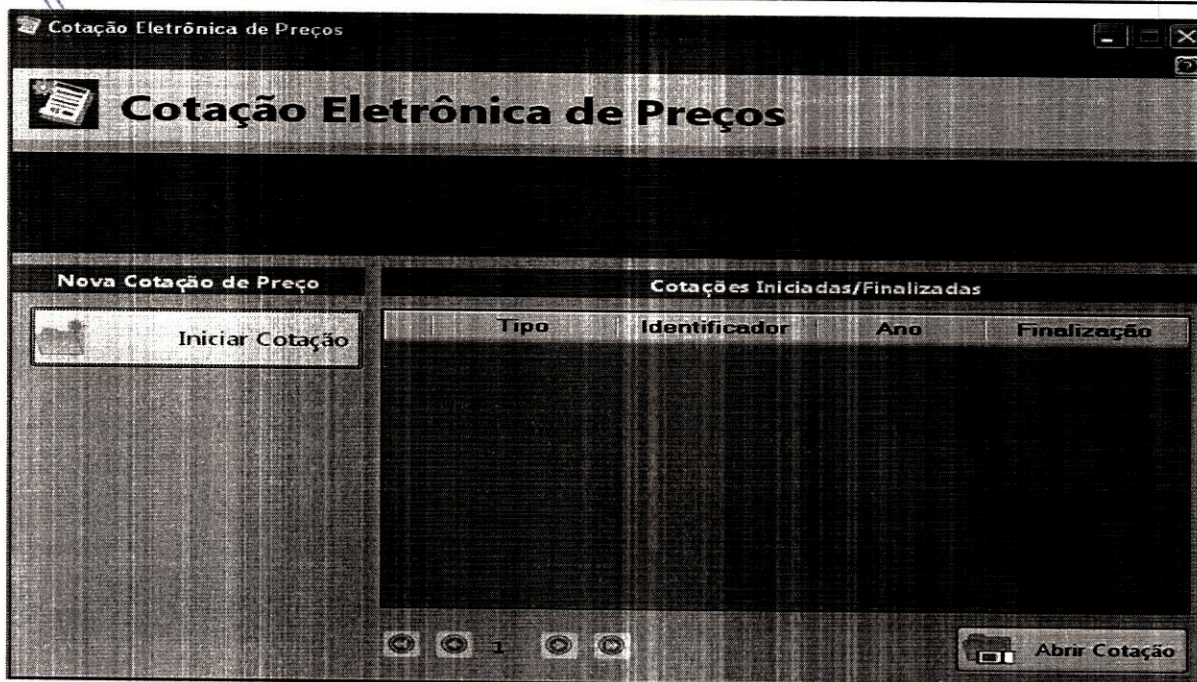 Cotação Eletrônica de Preços
Cotação Eletrônica de Preços
Nova Cotação de Preço
Cotações Iniciadas/Finalizadas
Iniciar Cotação
Tipo Identificador Ano Finalização
1
Abrir Cotação